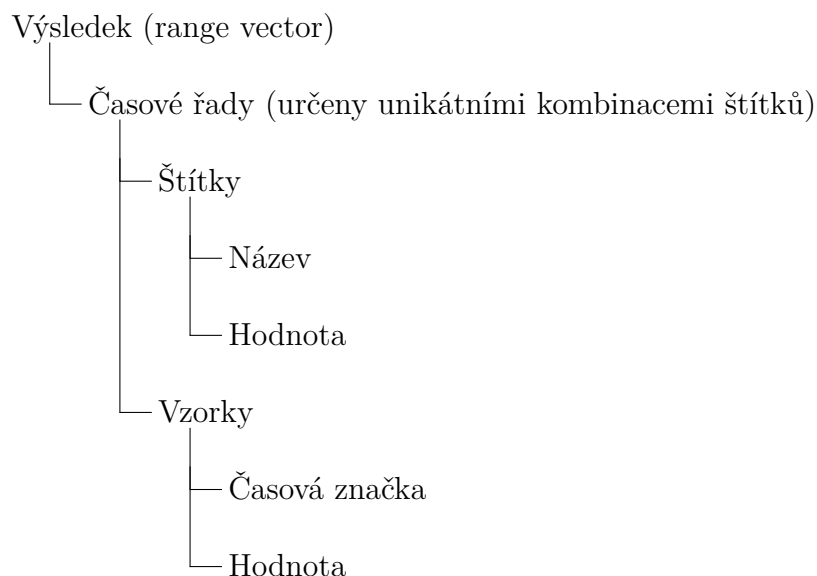 Výsledek (range vector)
Časové řady (určeny unikátními kombinacemi štítků)
Štítky
Název
Hodnota
Vzorky
Časová značka
Hodnota